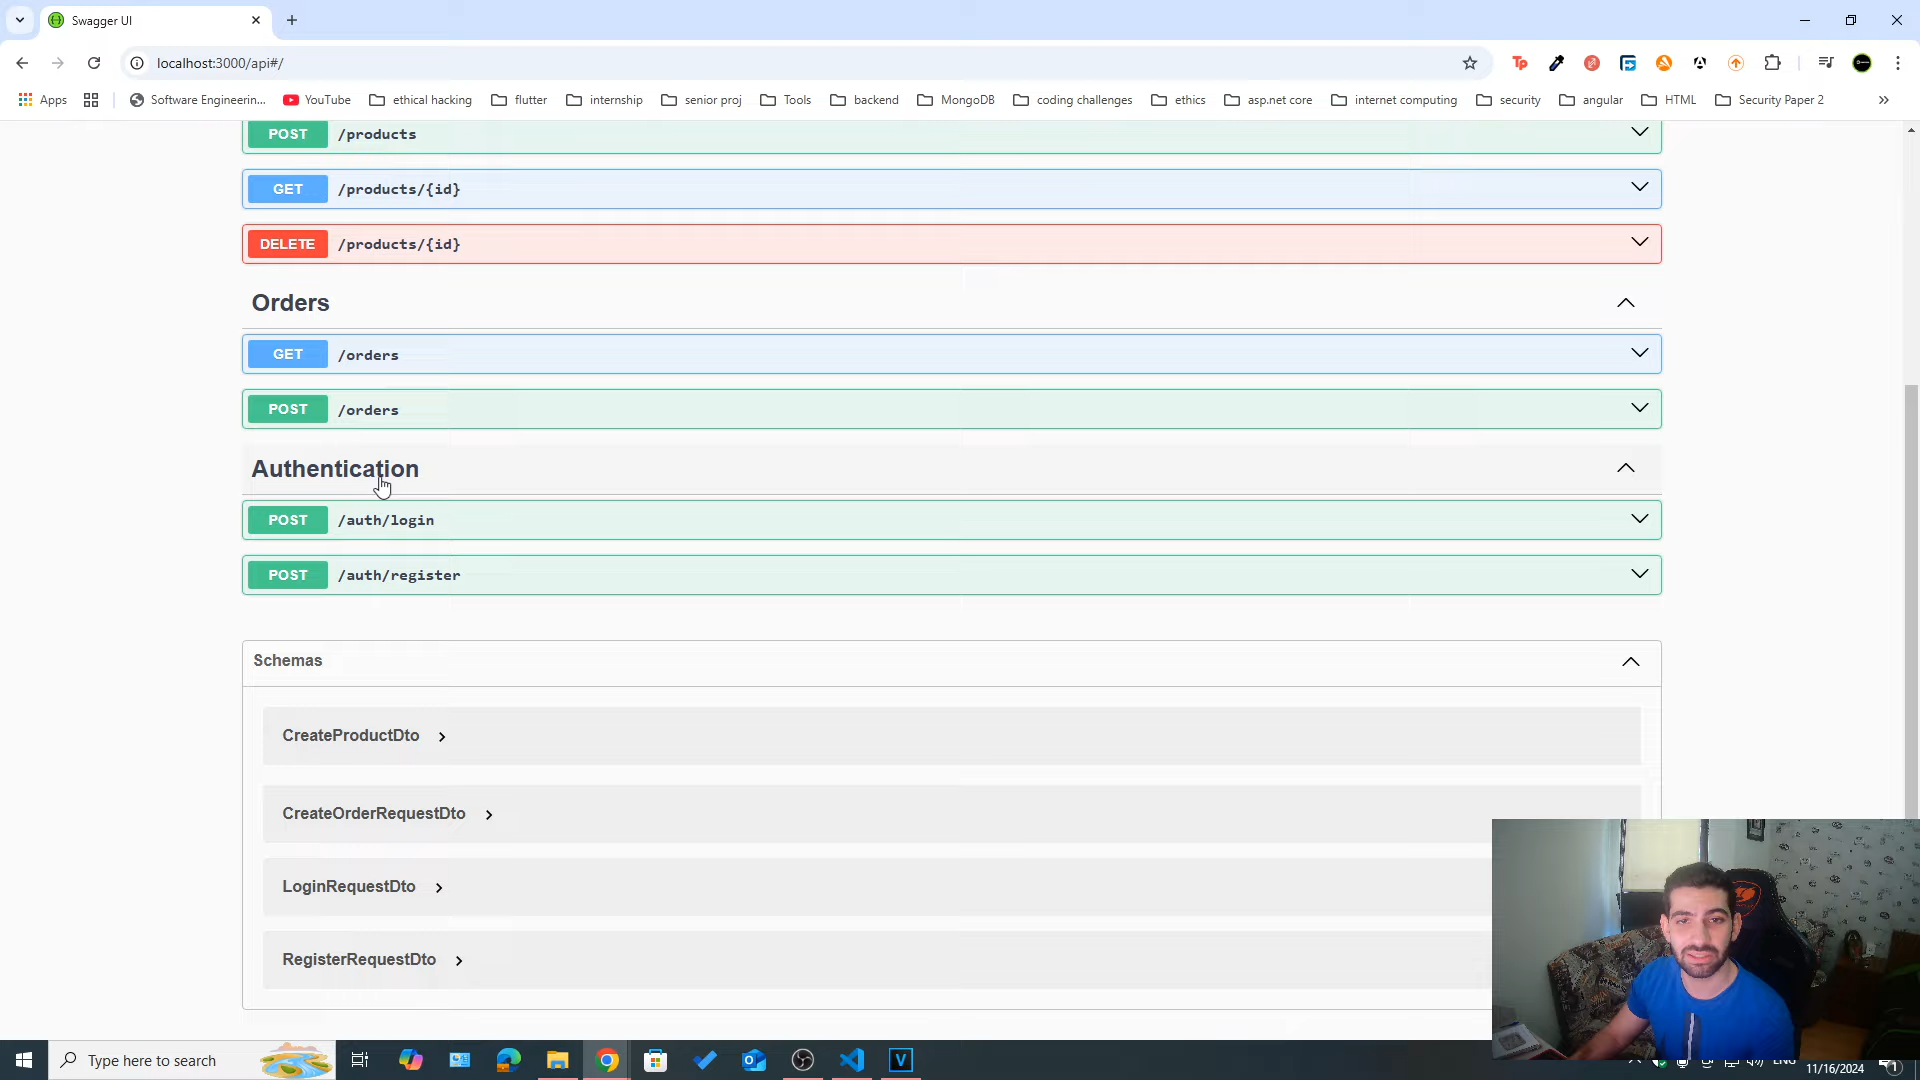 Swagger UI
localhost:3000/api#/
Tp
Apps
Software Engineerin...
YouTube
ethical hacking
flutter
internship
senior proj
Tools
backend
MongoDB
coding challenges
ethics
asp.net core
internet computing
security
angular
HTML
Security Paper 2
»
POST /products
GET /products/{id}
DELETE /products/{id}
Orders
GET /orders
POST /orders
Authentication
POST /auth/login
POST /auth/register
Schemas
CreateProductDto
CreateOrderRequestDto
LoginRequestDto
RegisterRequestDto
Type here to search
V
11/16/2024
1